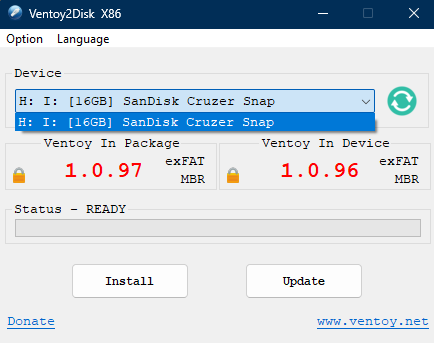 Ventoy2Disk X86
Option Language
Device
H: I: [16GB] SanDisk Cruzer Snap
H: I: [16GB] SanDisk Cruzer Snap
Ventoy In Package
1.0.97
exFAT
MBR
Ventoy In Device
1.0.96
exFAT
MBR
Status - READY
Install
Update
Donate
www.ventoy.net